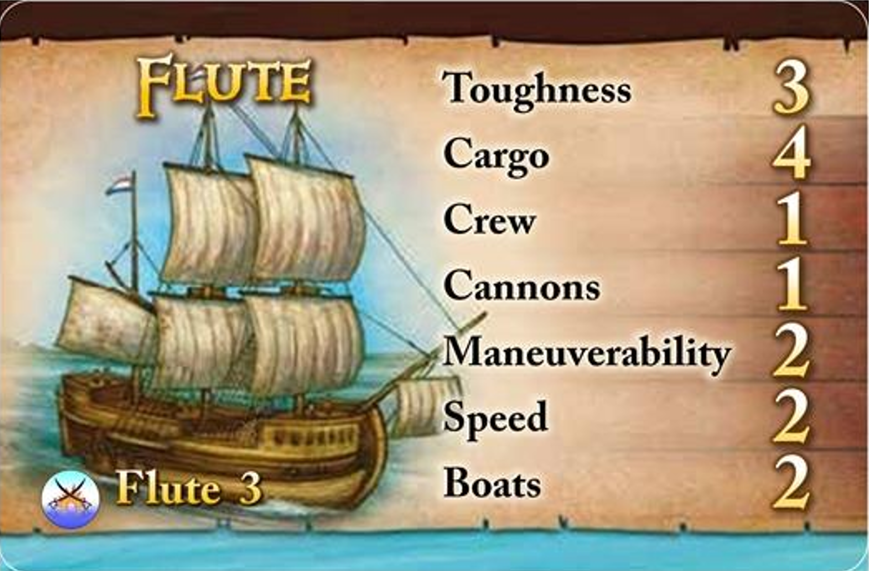 FLUTE
Toughness 3
Cargo 4
Crew 1
Cannons 1
Maneuverability 2
Speed 2
Boats 2
Flute 3